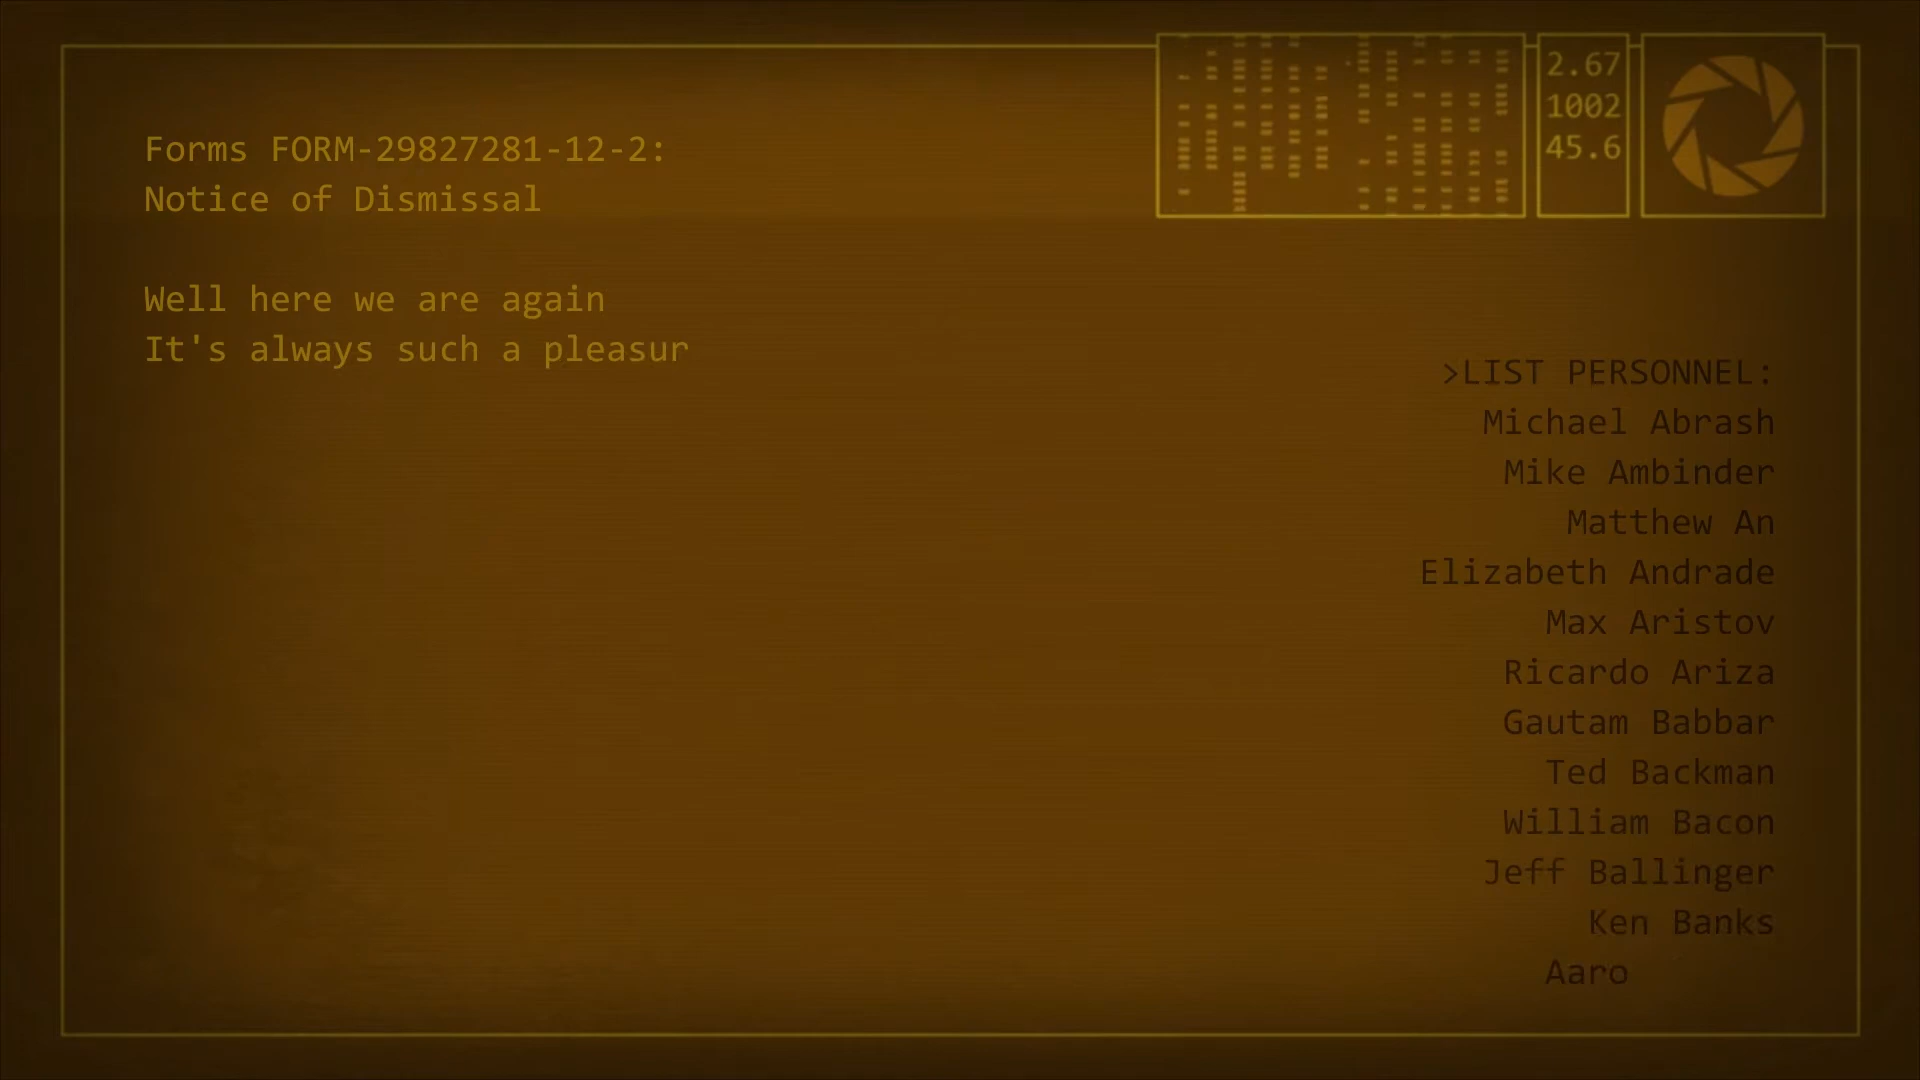 Forms FORM-29827281-12-2:
Notice of Dismissal
Well here we are again
It's always such a pleasur
2.67
1002
45.6
>LIST PERSONNEL:
Michael Abrash
Mike Ambinder
Matthew An
Elizabeth Andrade
Max Aristov
Ricardo Ariza
Gautam Babbar
Ted Backman
William Bacon
Jeff Ballinger
Ken Banks
Aaro